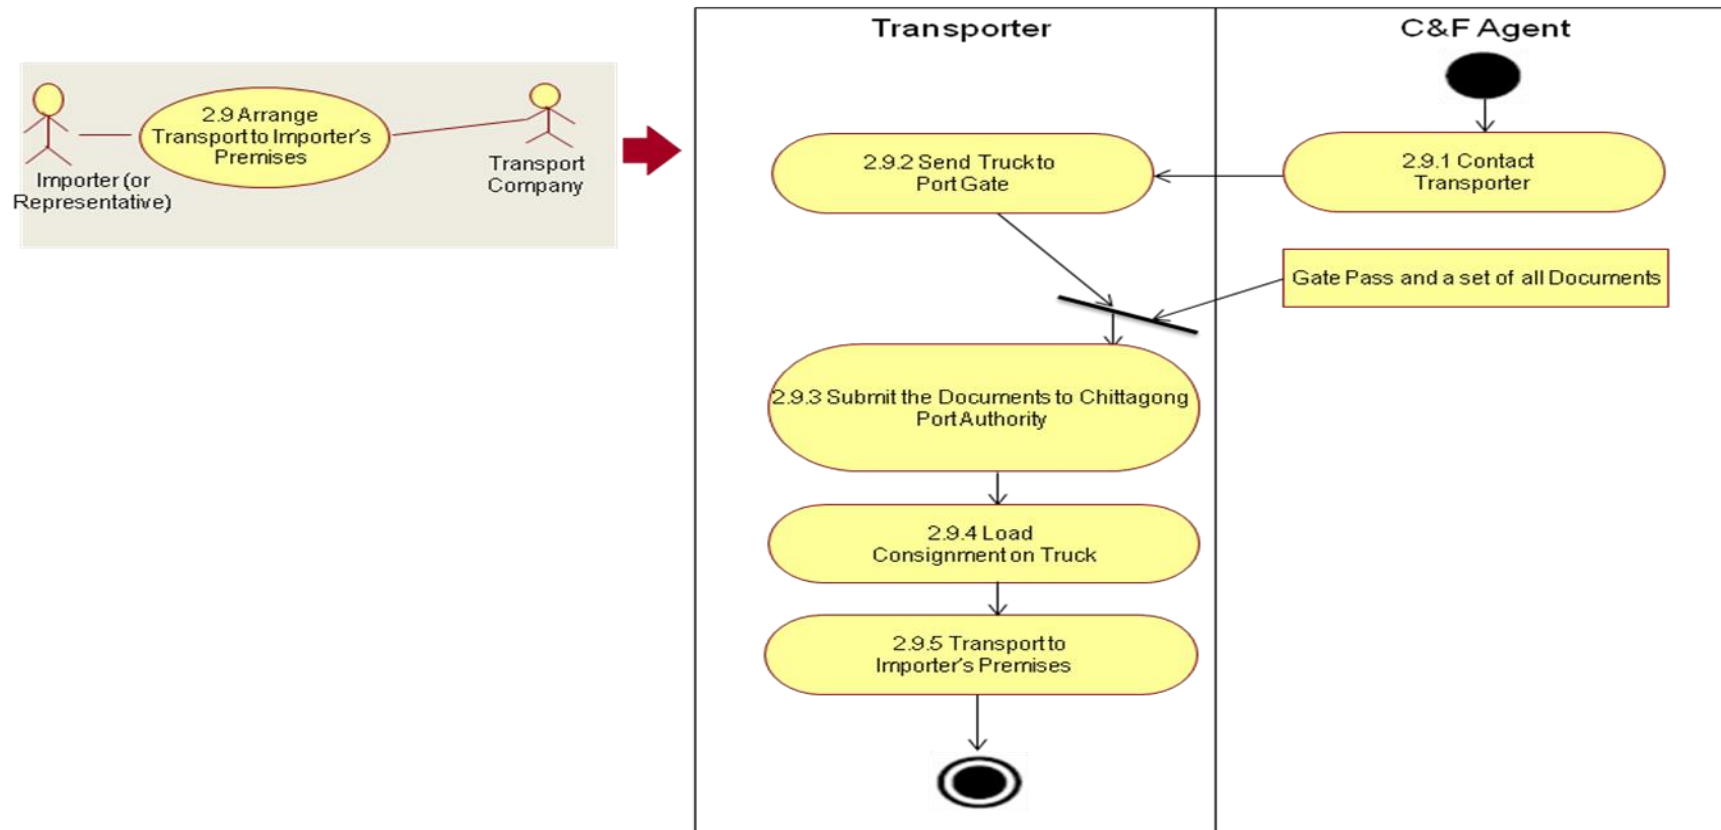 2.9 Arrange
Transport to Importer's
Premises
Importer (or
Representative)
Transport
Company
Transporter
C&F Agent
2.9.1 Contact
Transporter
2.9.2 Send Truck to
Port Gate
Gate Pass and a set of all Documents
2.9.3 Submit the Documents to Chittagong
Port Authority
2.9.4 Load
Consignment on Truck
2.9.5 Transport to
Importer's Premises